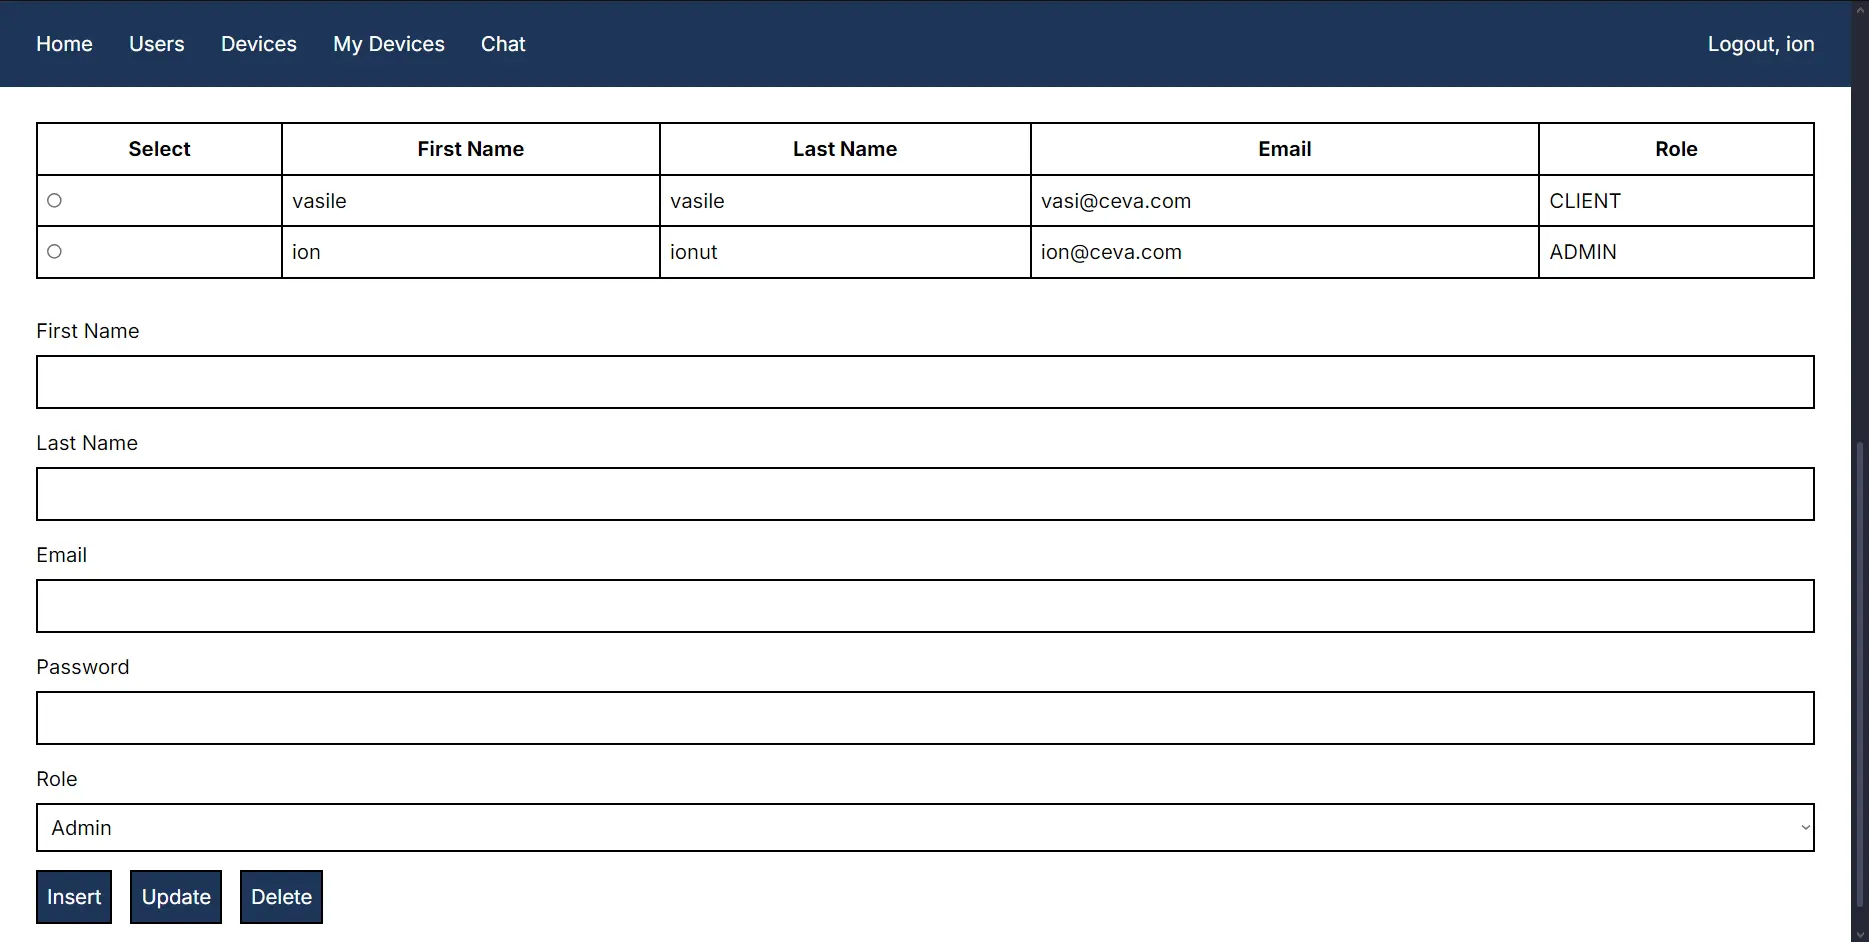 Home Users Devices My Devices Chat Logout, ion
Select First Name Last Name Email Role
vasile vasile vasi@ceva.com CLIENT
ion ionut ion@ceva.com ADMIN
First Name
Last Name
Email
Password
Role
Admin
Insert Update Delete